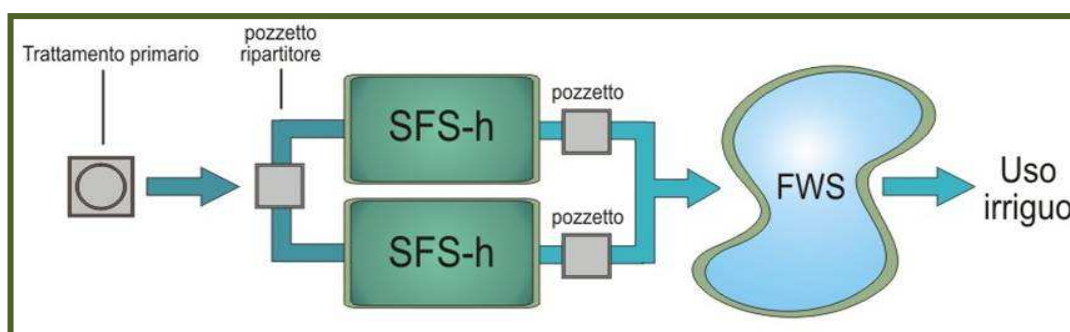 Trattamento primario
pozzetto
ripartitore
SFS-h
pozzetto
SFS-h
pozzetto
FWS
Uso
irriguo